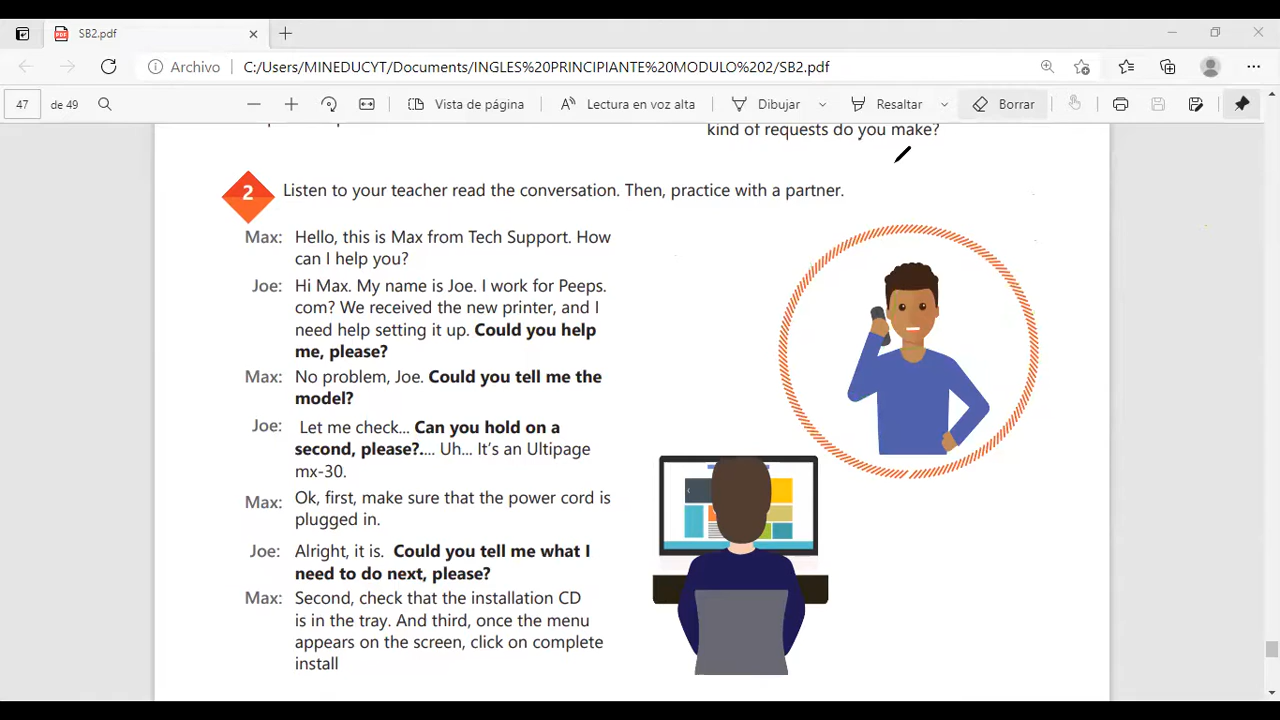 SB2.pdf
Archivo
C:/Users/MINEDUCYT/Documents/INGLES%20PRINCIPIANTE%20MODULO%202/SB2.pdf
47
de 49
Vista de página
Lectura en voz alta
Dibujar
Resaltar
Borrar
kind of requests do you make?
2
Listen to your teacher read the conversation. Then, practice with a partner.
Max: Hello, this is Max from Tech Support. How
can I help you?
Joe: Hi Max. My name is Joe. I work for Peeps.
com? We received the new printer, and I
need help setting it up. Could you help
me, please?
Max: No problem, Joe. Could you tell me the
model?
Joe: Let me check... Can you hold on a
second, please?.... Uh... It's an Ultipage
mx-30.
Max: Ok, first, make sure that the power cord is
plugged in.
Joe: Alright, it is. Could you tell me what I
need to do next, please?
Max: Second, check that the installation CD
is in the tray. And third, once the menu
appears on the screen, click on complete
install